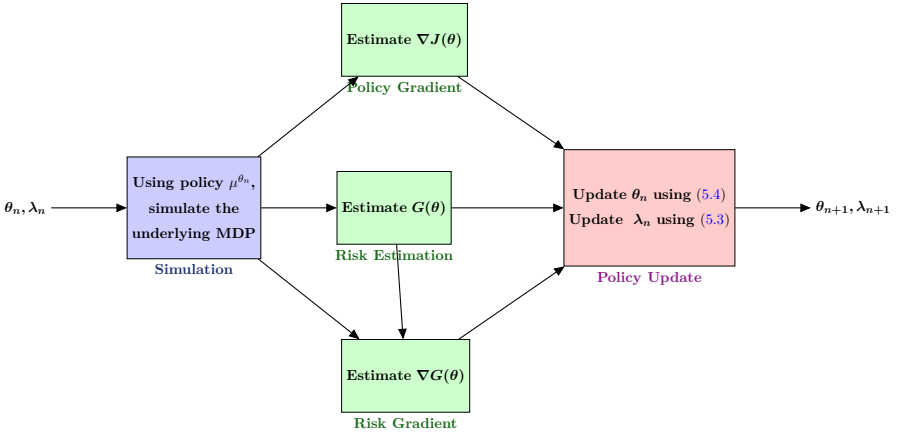 Estimate ∇J(θ)
Policy Gradient
θₙ, λₙ
Using policy μ^θₙ,
simulate the
underlying MDP
Simulation
Estimate G(θ)
Risk Estimation
Update θₙ using (5.4)
Update λₙ using (5.3)
Policy Update
θₙ₊₁, λₙ₊₁
Estimate ∇G(θ)
Risk Gradient